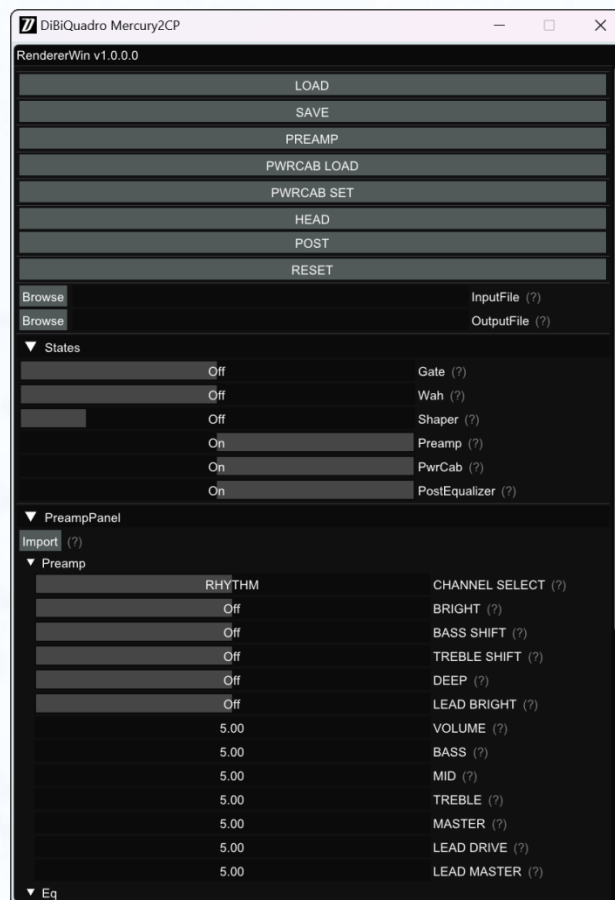 DiBiQuadro Mercury2CP
RendererWin v1.0.0.0
LOAD
SAVE
PREAMP
PWRCAB LOAD
PWRCAB SET
HEAD
POST
RESET
Browse InputFile (?)
Browse OutputFile (?)
States
Off Gate (?)
Off Wah (?)
Off Shaper (?)
On Preamp (?)
On PwrCab (?)
On PostEqualizer (?)
PreampPanel
Import (?)
Preamp
RHYTHM CHANNEL SELECT (?)
Off BRIGHT (?)
Off BASS SHIFT (?)
Off TREBLE SHIFT (?)
Off DEEP (?)
Off LEAD BRIGHT (?)
5.00 VOLUME (?)
5.00 BASS (?)
5.00 MID (?)
5.00 TREBLE (?)
5.00 MASTER (?)
5.00 LEAD DRIVE (?)
5.00 LEAD MASTER (?)
Eq